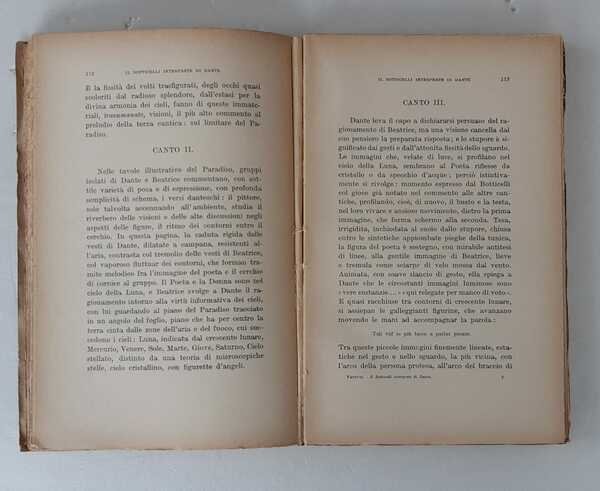 112
IL BOTTICELLI INTERPRETE DI DANTE
E la fissità dei volti trasfigurati, degli occhi quasi
scoloriti dal radioso splendore, dall'estasi per la
divina armonia dei cieli, fanno di queste immate-
riali, trasumanate, visioni, il più alto commento al
preludio della terza cantica: sul limitare del Pa-
radiso.
CANTO II.
Nelle tavole illustrative del Paradiso, gruppi
isolati di Dante e Beatrice commentano, con sot-
tile varietà di posa e di espressione, con profonda
semplicità di schema, i versi danteschi: il pittore,
solo talvolta accennando all'ambiente, studia il
riverbero delle visioni e delle alte discussioni negli
aspetti delle figure, il ritmo dei contorni entro il
cerchio. In questa pagina, la caduta rigida dalle
vesti di Dante, dilatate a campana, resistenti al-
l'aria, contrasta col tremolio delle vesti di Beatrice,
col vaporoso fluttuar dei contorni, che formano tra-
mite melodico fra l'immagine del poeta e il cerchio
di cornice al gruppo. Il Poeta e la Donna sono nel
cielo della Luna, e Beatrice svolge a Dante il ra-
gionamento intorno alla virtù informativa dei cieli,
con lui guardando al piano del Paradiso tracciato
in un angolo del foglio, piano che ha per centro la
terra cinta dalle zone dell'aria e del fuoco, cui suc-
cedono i cieli: Luna, indicata dal crescente lunare,
Mercurio, Venere, Sole, Marte, Giove, Saturno, Cielo
stellato, distinto da una teoria di microscopiche
stelle, cielo cristallino, con figurette d'angeli.
IL BOTTICELLI INTERPRETE DI DANTE
113
CANTO III.
Dante leva il capo a dichiararsi persuaso del ra-
gionamento di Beatrice, ma una visione cancella dal
suo pensiero la preparata risposta; e lo stupore è si-
gnificato dai gesti e dall'attonita fissità dello sguardo.
Le immagini che, velate di luce, si profilano nel
cielo della Luna, sembrano al Poeta riflesse da
cristallo o da specchio d'acque; perciò istintiva-
mente si rivolge: momento espresso dal Botticelli
col gioco già notato nel commento alle altre can-
tiche, profilando, cioè, di nuovo, il busto e la testa,
nel loro vivace e ansioso movimento, dietro la prima
immagine, che forma schermo alla seconda. Tesa,
irrigidita, inchiodata al suolo dallo stupore, chiusa
entro le sintetiche appiombate pieghe della tunica,
la figura del poeta è sostegno, con mirabile antitesi
di linee, alla gentile immagine di Beatrice, lieve
e tremula come sciarpe di velo mossa dal vento.
Animata, con soave slancio di gesto, ella spiega a
Dante che le circostanti immagini luminose sono
« vere sustanzie... » « qui relegate per manco di voto ».
E quasi racchiuse tra contorni di crescente lunare,
si assiepan le galleggianti figurine, che avanzano
movendo le mani ad accompagnar la parola:
Tali vid' io più facce a parlar pronte.
Tra queste piccole immagini finemente lineate, esta-
tiche nel gesto e nello sguardo, la più vicina, con
l'arco della persona protesa, all'arco del braccio di
Venturi. - Il Botticelli interprete di Dante.
8